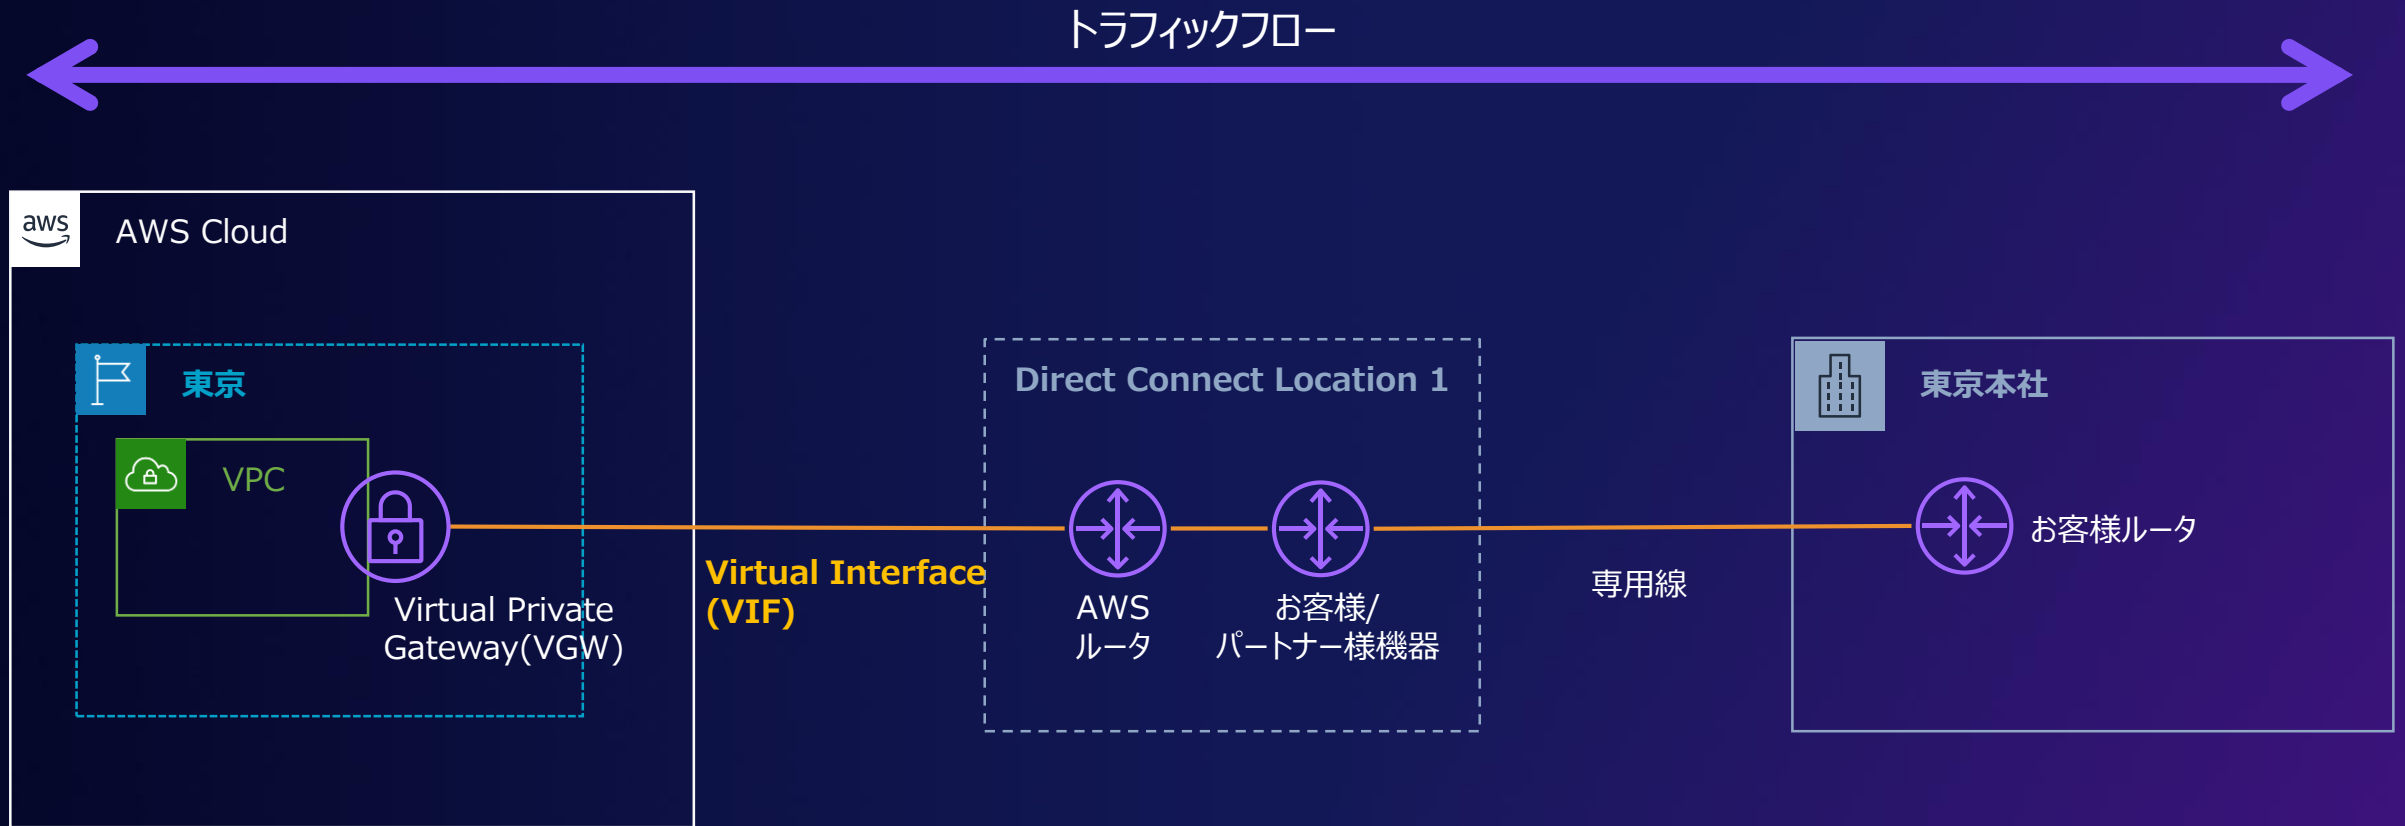 トラフィックフロー
aws
AWS Cloud
東京
VPC
Virtual Private
Gateway(VGW)
Virtual Interface
(VIF)
Direct Connect Location 1
AWS
ルータ
お客様/
パートナー様機器
専用線
東京本社
お客様ルータ